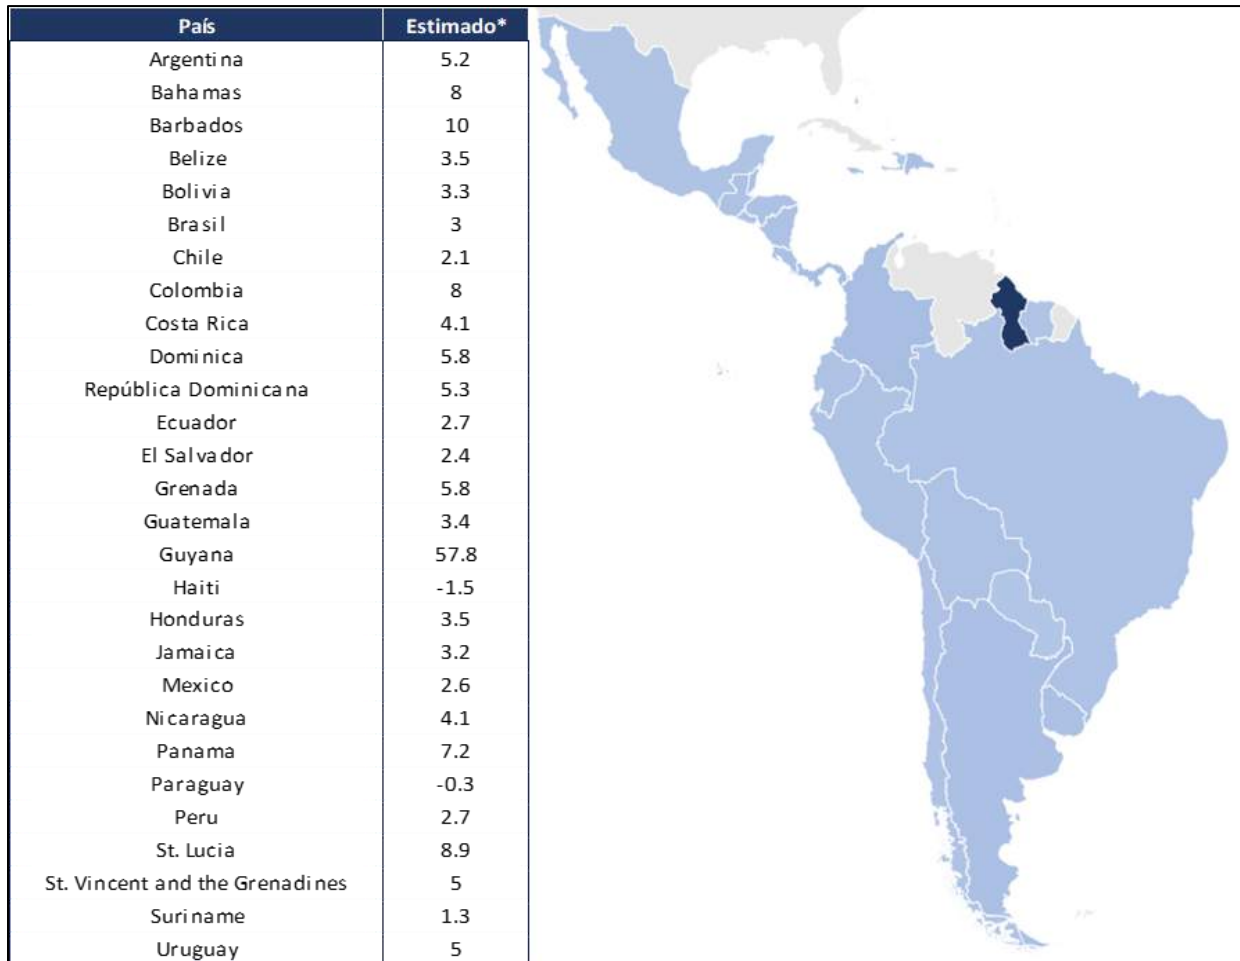 País Estimado*
Argentina 5.2
Bahamas 8
Barbados 10
Belize 3.5
Bolivia 3.3
Brasil 3
Chile 2.1
Colombia 8
Costa Rica 4.1
Dominica 5.8
República Dominicana 5.3
Ecuador 2.7
El Salvador 2.4
Grenada 5.8
Guatemala 3.4
Guyana 57.8
Haiti -1.5
Honduras 3.5
Jamaica 3.2
Mexico 2.6
Nicaragua 4.1
Panama 7.2
Paraguay -0.3
Peru 2.7
St. Lucia 8.9
St. Vincent and the Grenadines 5
Suriname 1.3
Uruguay 5